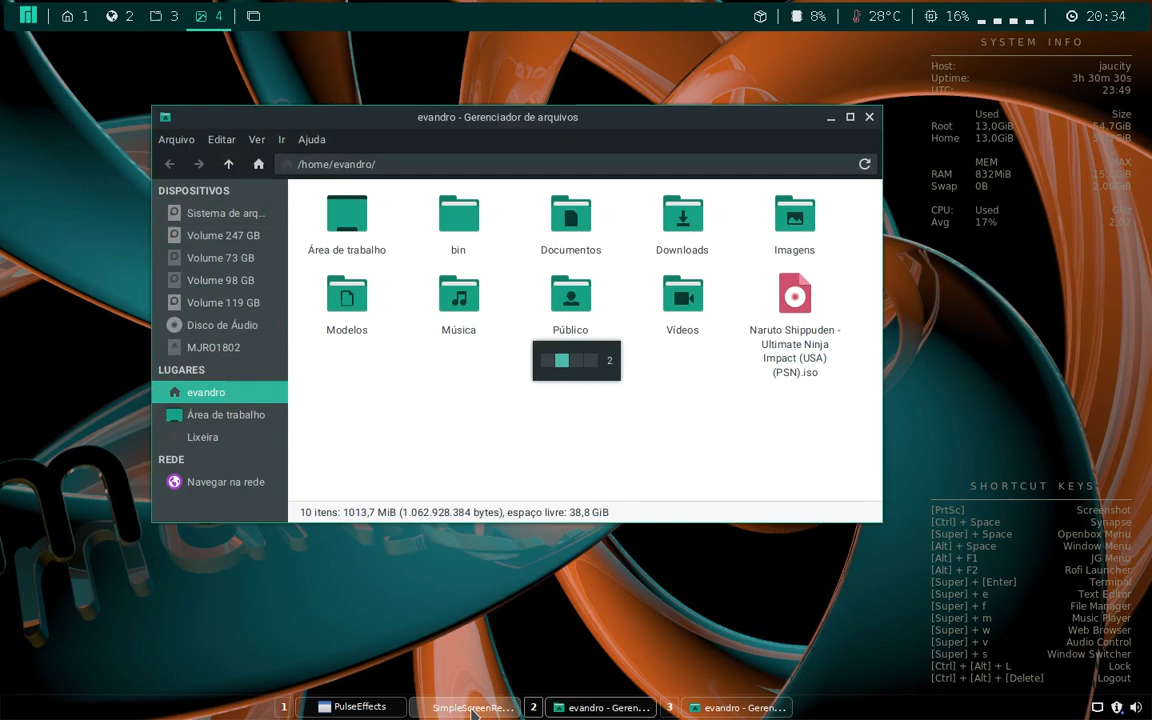 1 2 3 4 8% 28°C 16% 20:34
SYSTEM INFO
Host: jaucity
Uptime: 3h 30m 30s
UTC: 23:49
Used Size
Root 13,0GiB 54,7GiB
Home 13,0GiB
MEM MAX
RAM 832MiB
Swap 0B 2,00GiB
CPU: Used GHz
Avg 17% 2,02
evandro - Gerenciador de arquivos
Arquivo Editar Ver Ir Ajuda
/home/evandro/
DISPOSITIVOS
Sistema de arq...
Volume 247 GB
Volume 73 GB
Volume 98 GB
Volume 119 GB
Disco de Áudio
MJRO1802
LUGARES
evandro
Área de trabalho
Lixeira
REDE
Navegar na rede
Área de trabalho bin Documentos Downloads Imagens
Modelos Música Público Vídeos Naruto Shippuden -
Ultimate Ninja
Impact (USA)
(PSN).iso
2
10 itens: 1013,7 MiB (1.062.928.384 bytes), espaço livre: 38,8 GiB
SHORTCUT KEYS
[PrtSc] Screenshot
[Ctrl] + Space Synapse
[Super] + Space Openbox Menu
[Alt] + Space Window Menu
[Alt] + F1 JG Menu
[Alt] + F2 Rofi Launcher
[Super] + [Enter] Terminal
[Super] + e Text Editor
[Super] + f File Manager
[Super] + m Music Player
[Super] + w Web Browser
[Super] + v Audio Control
[Super] + s Window Switcher
[Ctrl] + [Alt] + L Lock
[Ctrl] + [Alt] + [Delete] Logout
1 PulseEffects SimpleScreenRe... 2 evandro - Geren... 3 evandro - Geren...